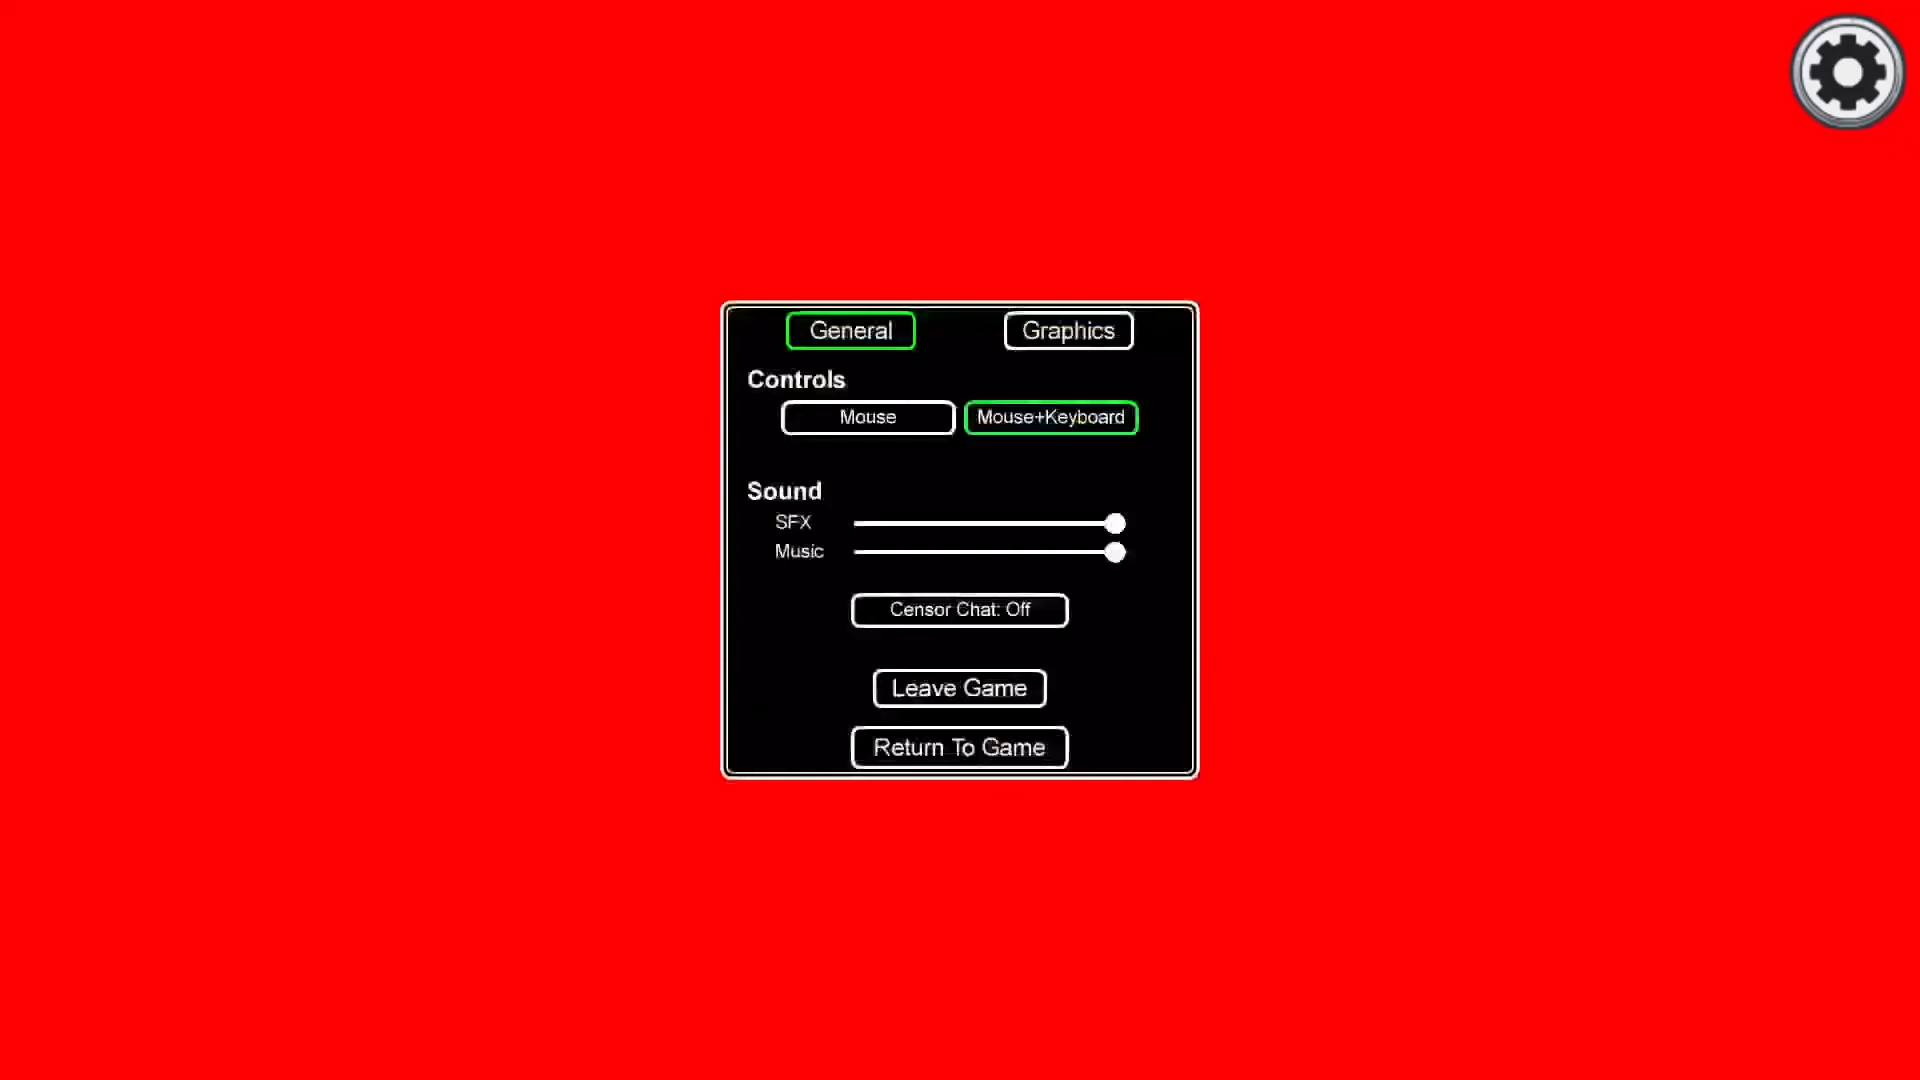 General Graphics
Controls
Mouse Mouse+Keyboard
Sound
SFX
Music
Censor Chat: Off
Leave Game
Return To Game